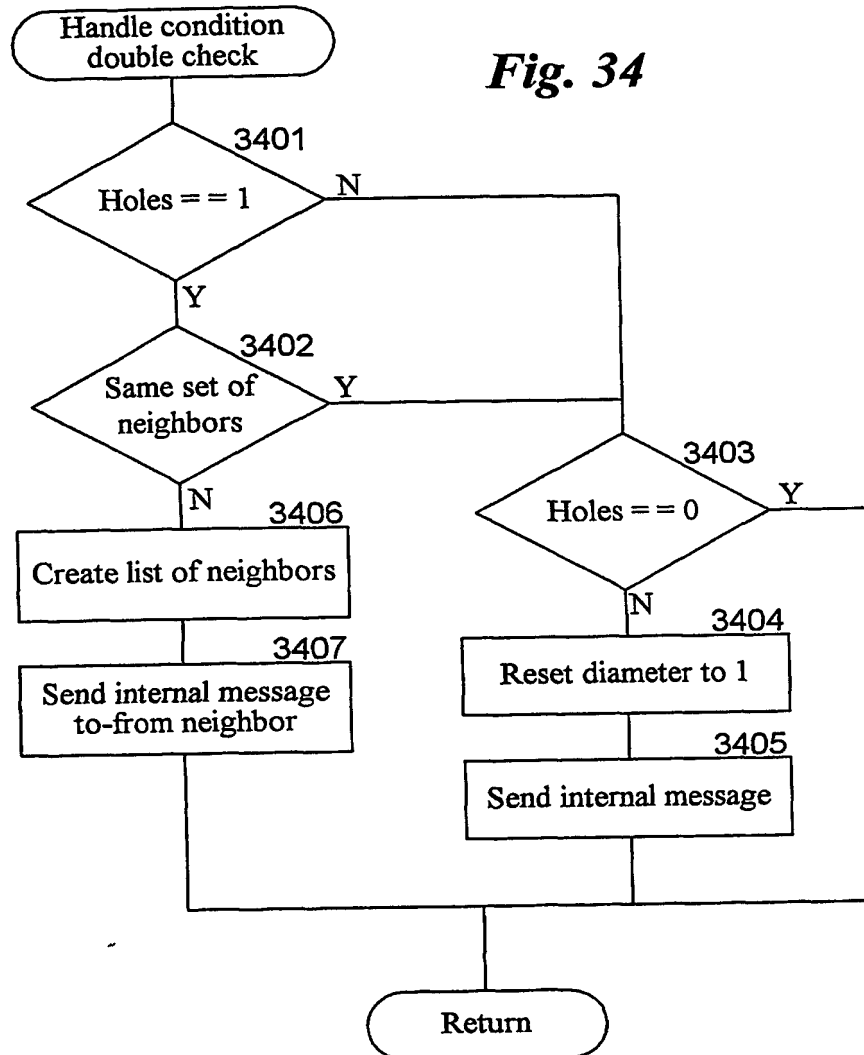 Handle condition
double check
Fig. 34
3401
Holes = = 1
N
Y
3402
Same set of
neighbors
Y
N
3403
Holes = = 0
Y
N
3406
Create list of neighbors
3404
Reset diameter to 1
3407
Send internal message
to-from neighbor
3405
Send internal message
Return